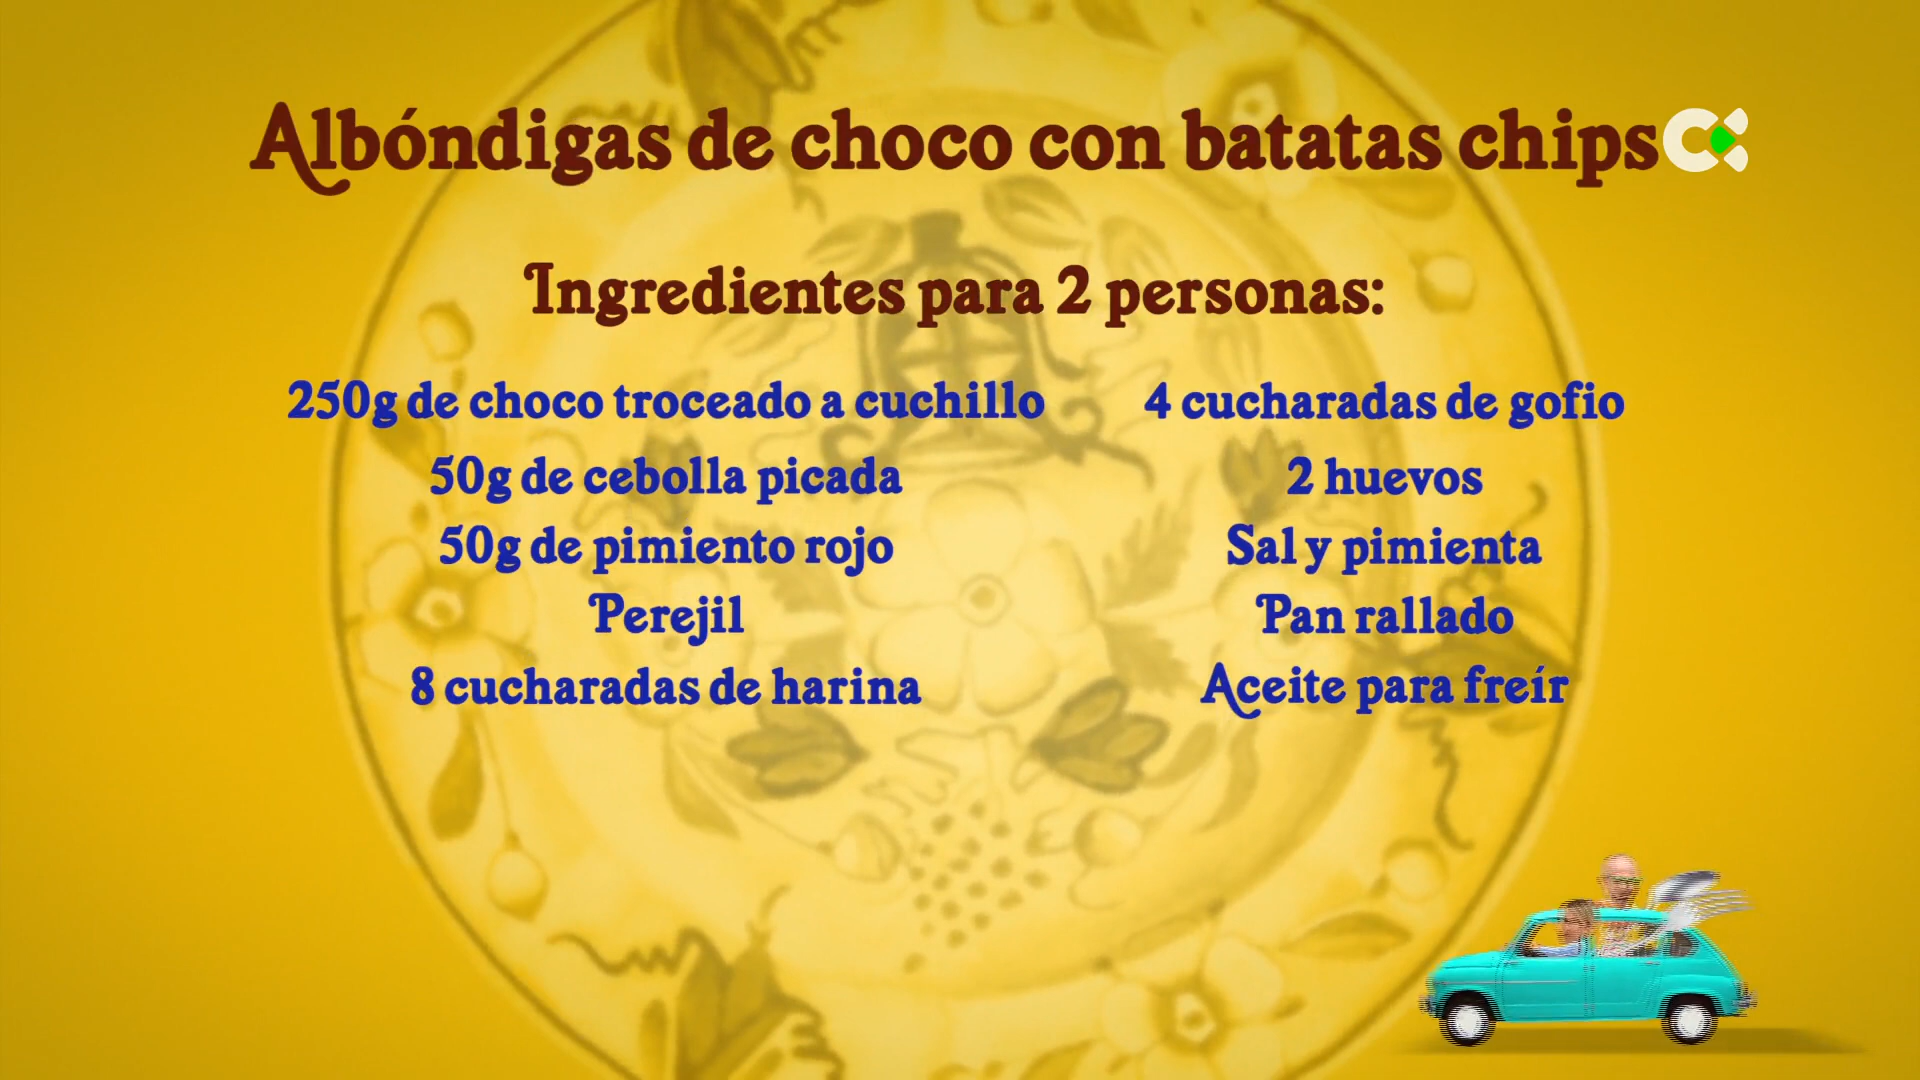 Albóndigas de choco con batatas chips
Ingredientes para 2 personas:
250g de choco troceado a cuchillo
50g de cebolla picada
50g de pimiento rojo
Perejil
8 cucharadas de harina
4 cucharadas de gofio
2 huevos
Sal y pimienta
Pan rallado
Aceite para freír